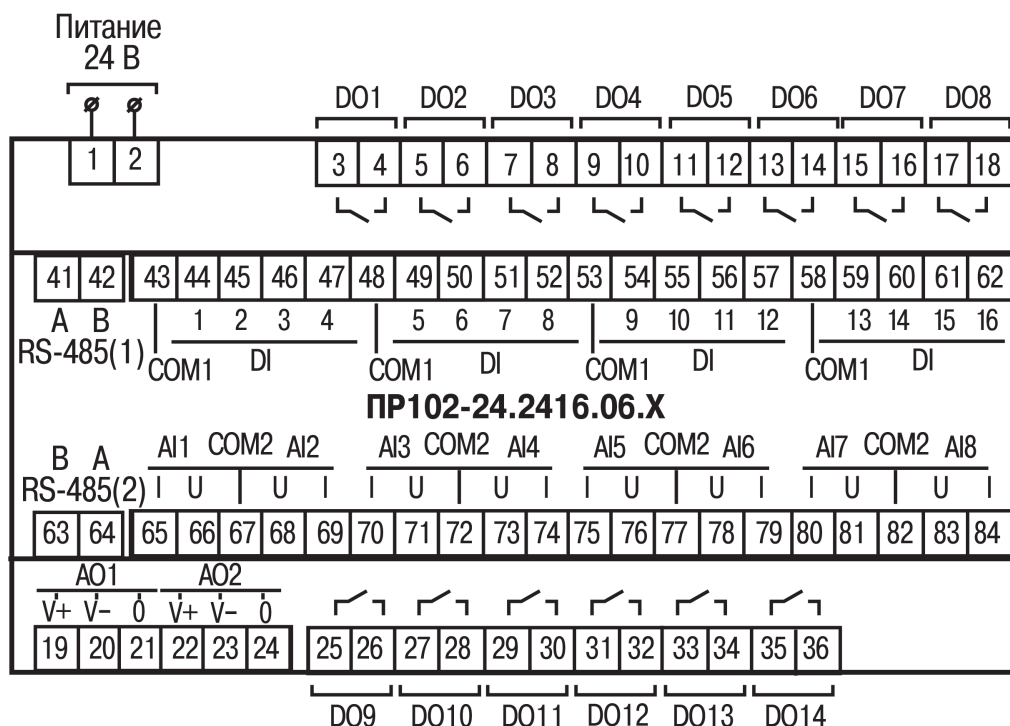 Питание
24 В
DO1 DO2 DO3 DO4 DO5 DO6 DO7 DO8
1 2 3 4 5 6 7 8 9 10 11 12 13 14 15 16 17 18
41 42 43 44 45 46 47 48 49 50 51 52 53 54 55 56 57 58 59 60 61 62
A B 1 2 3 4 5 6 7 8 9 10 11 12 13 14 15 16
RS-485(1) COM1 DI COM1 DI COM1 DI COM1 DI
ПР102-24.2416.06.X
B A AI1 COM2 AI2 AI3 COM2 AI4 AI5 COM2 AI6 AI7 COM2 AI8
RS-485(2) I U U I I U U I I U U I I U U I
63 64 65 66 67 68 69 70 71 72 73 74 75 76 77 78 79 80 81 82 83 84
AO1 AO2
V+ V- 0 V+ V- 0
19 20 21 22 23 24 25 26 27 28 29 30 31 32 33 34 35 36
DO9 DO10 DO11 DO12 DO13 DO14